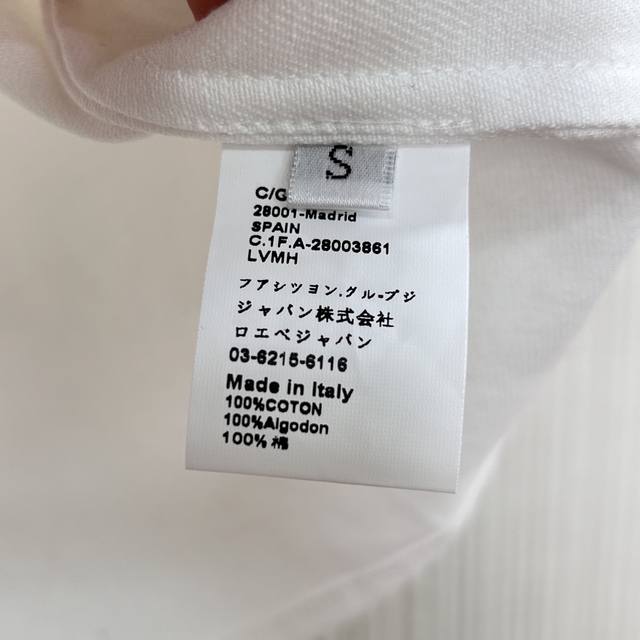 S
C/G
28001-Madrid
SPAIN
C.1F.A-28003861
LVMH
フアシツヨン.グループジ
ジャパン株式会社
ロエベジャパン
03-6215-6116
Made in Italy
100%COTON
100%Algodon
100%棉